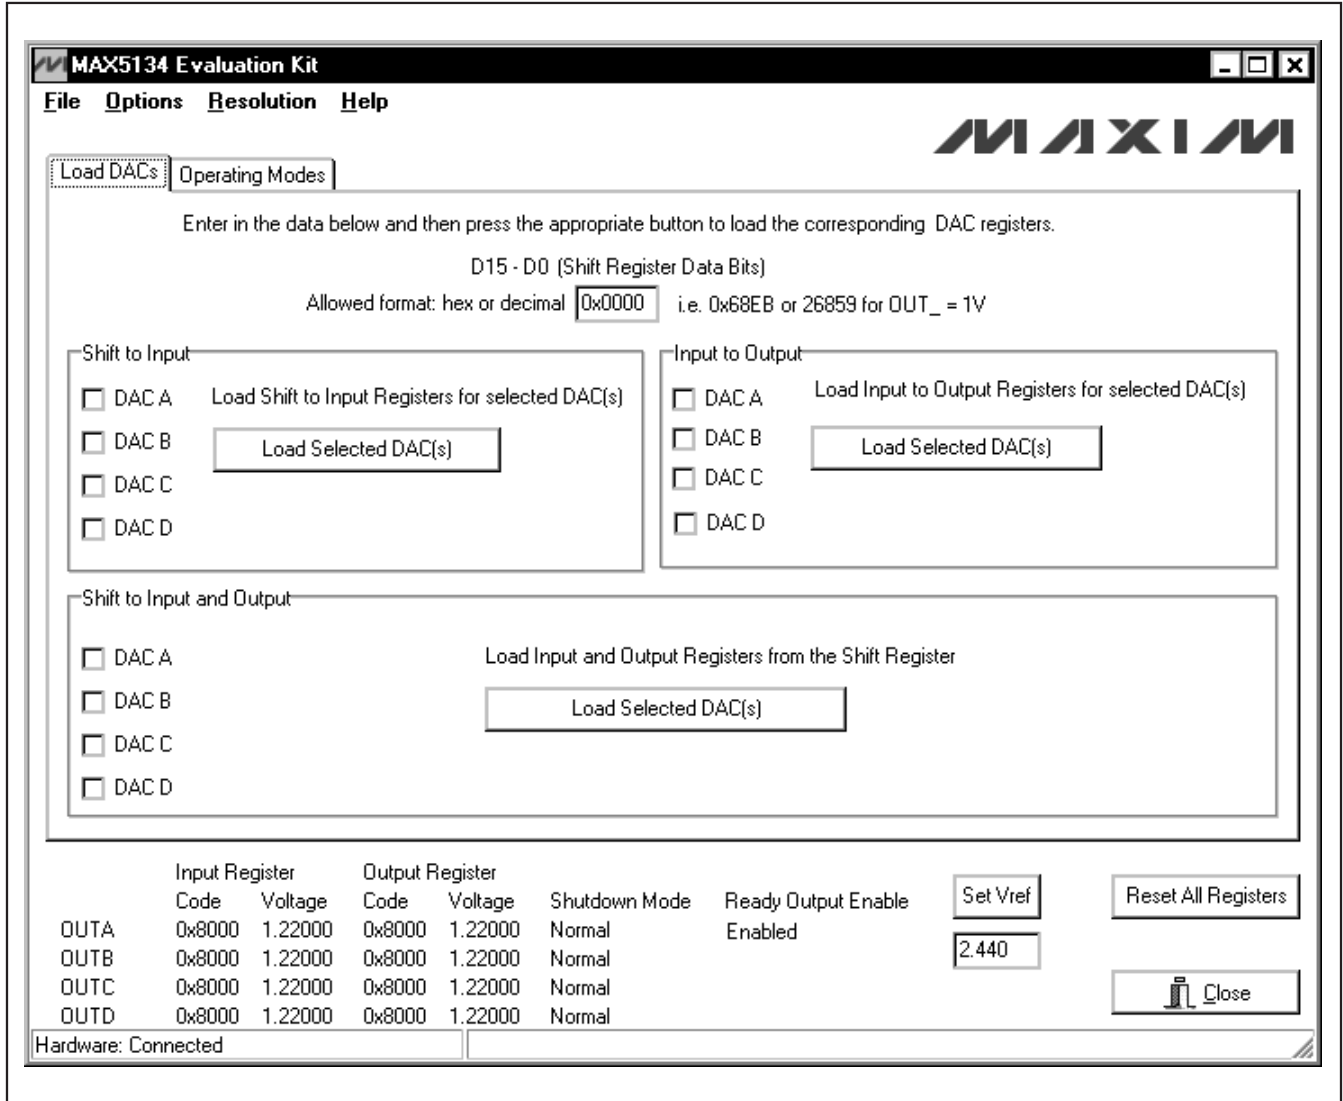 MAX5134 Evaluation Kit
File Options Resolution Help
MAXIM
Load DACs Operating Modes
Enter in the data below and then press the appropriate button to load the corresponding DAC registers.
D15 - D0 (Shift Register Data Bits)
Allowed format: hex or decimal 0x0000 i.e. 0x68EB or 26859 for OUT_ = 1V
Shift to Input
DAC A Load Shift to Input Registers for selected DAC(s)
DAC B Load Selected DAC(s)
DAC C
DAC D
Input to Output
DAC A Load Input to Output Registers for selected DAC(s)
DAC B Load Selected DAC(s)
DAC C
DAC D
Shift to Input and Output
DAC A Load Input and Output Registers from the Shift Register
DAC B Load Selected DAC(s)
DAC C
DAC D
Input Register Output Register
Code Voltage Code Voltage Shutdown Mode Ready Output Enable Set Vref Reset All Registers
OUTA 0x8000 1.22000 0x8000 1.22000 Normal Enabled
OUTB 0x8000 1.22000 0x8000 1.22000 Normal 2.440
OUTC 0x8000 1.22000 0x8000 1.22000 Normal Close
OUTD 0x8000 1.22000 0x8000 1.22000 Normal
Hardware: Connected